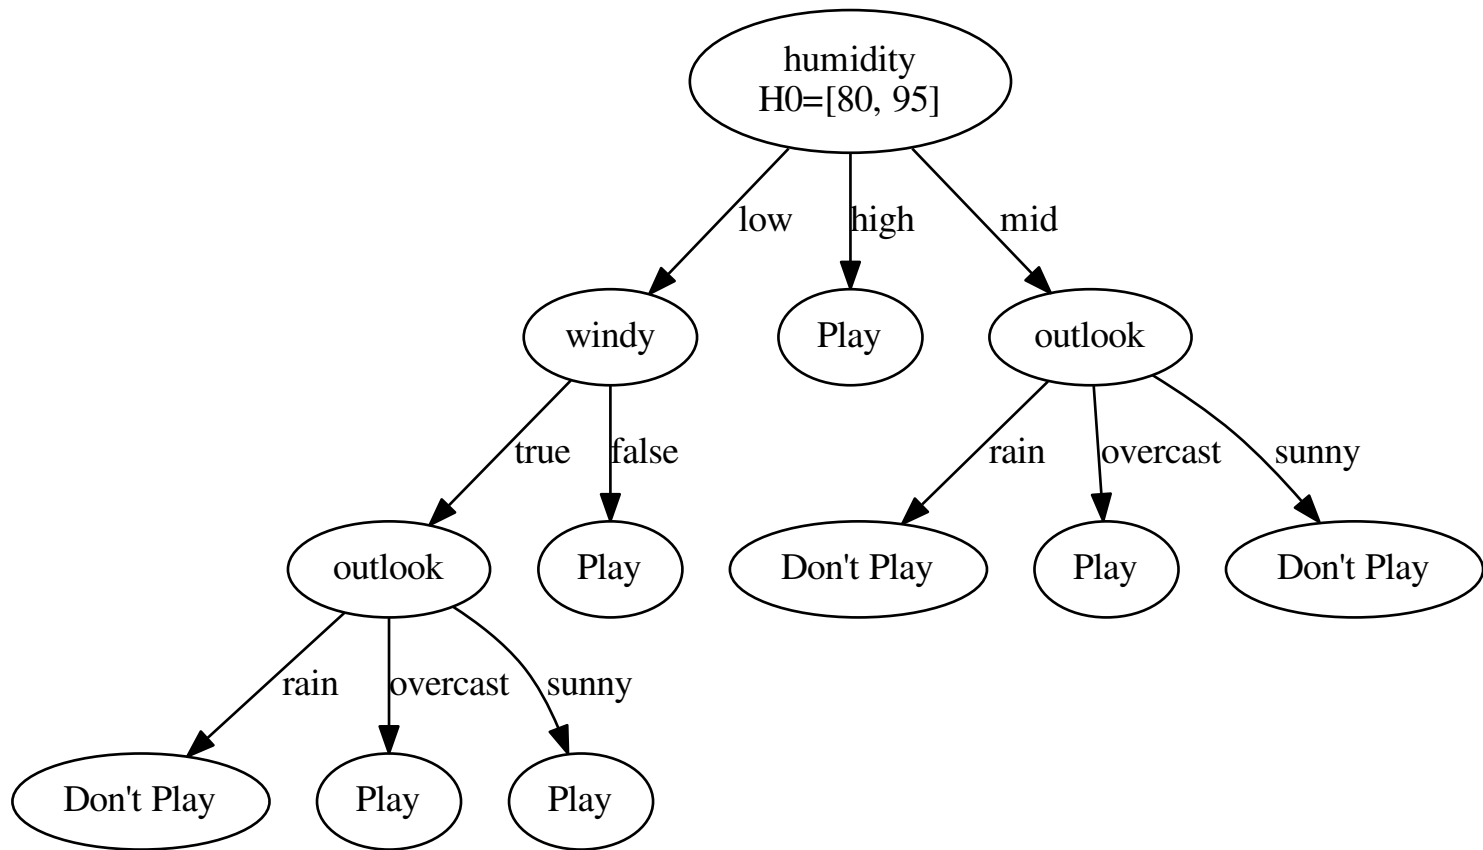 humidity
H0=[80, 95]
low
high
mid
windy
Play
outlook
true
false
rain
overcast
sunny
outlook
Play
Don't Play
Play
Don't Play
rain
overcast
sunny
Don't Play
Play
Play